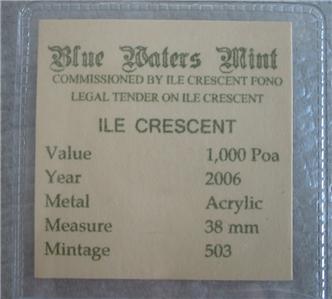 Blue Waters Mint
COMMISSIONED BY ILE CRESCENT FONO
LEGAL TENDER ON ILE CRESCENT
ILE CRESCENT
Value 1,000 Poa
Year 2006
Metal Acrylic
Measure 38 mm
Mintage 503